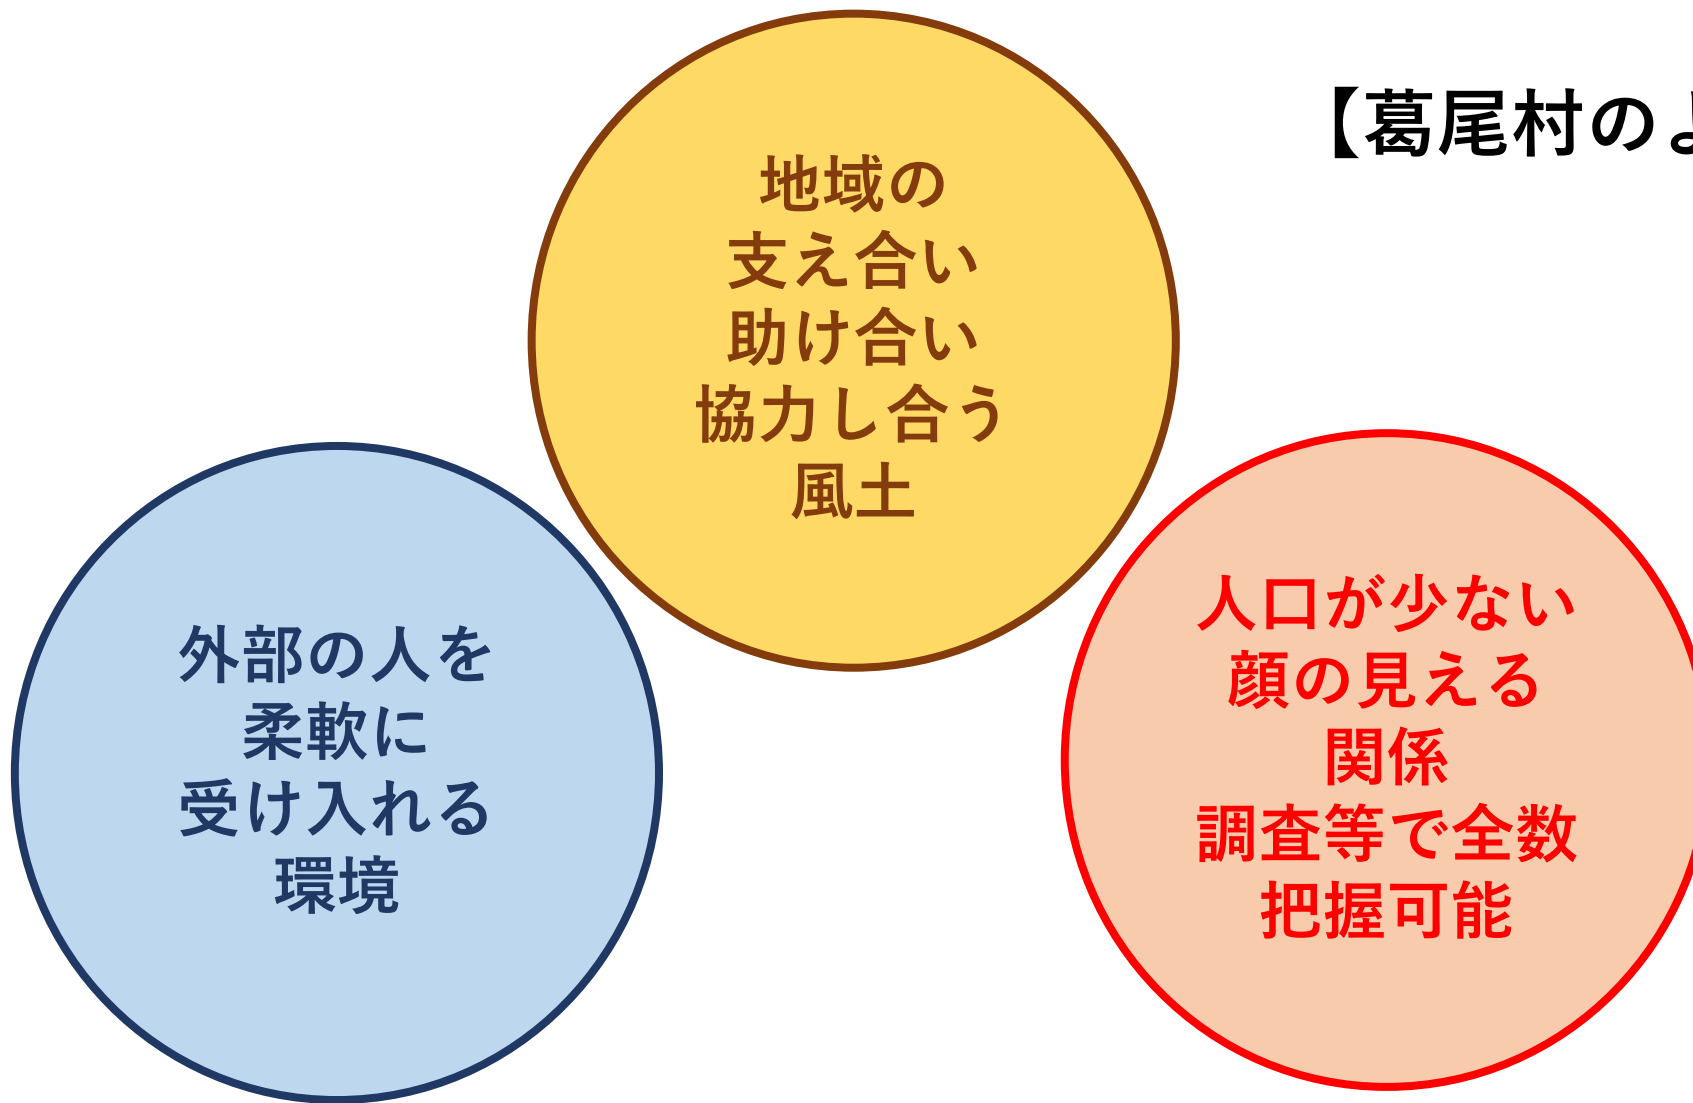 【葛尾村のよ
地域の
支え合い
助け合い
協力し合う
風土
外部の人を
柔軟に
受け入れる
環境
人口が少ない
顔の見える
関係
調査等で全数
把握可能